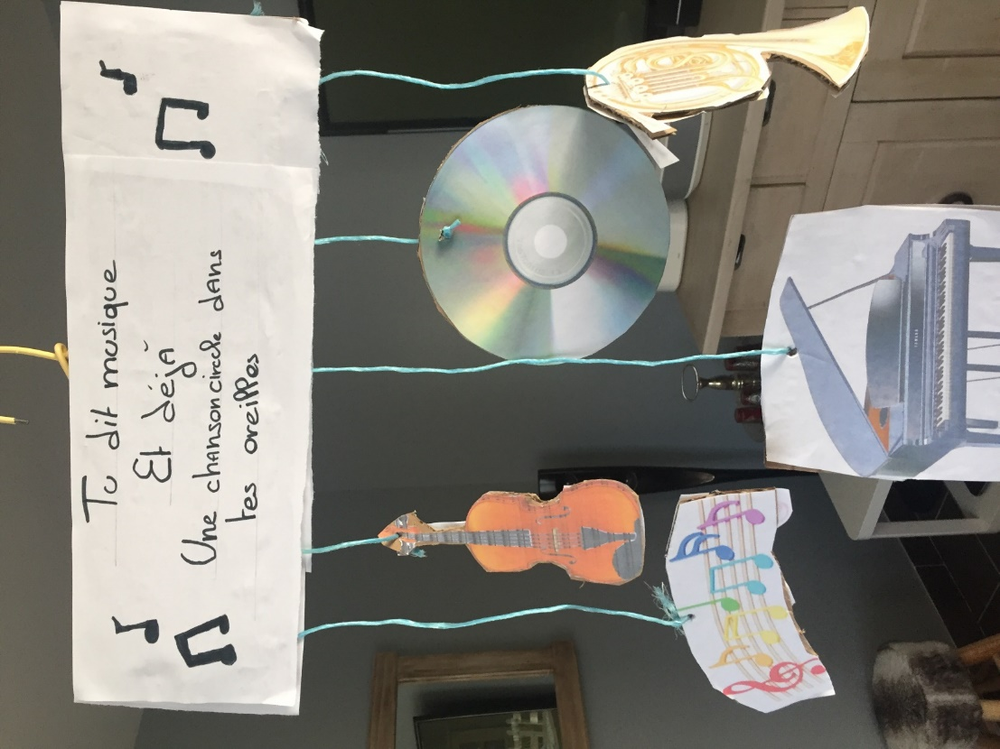 Tu dit musique
Et déjà
Une chanson circule dans
tes oreilles